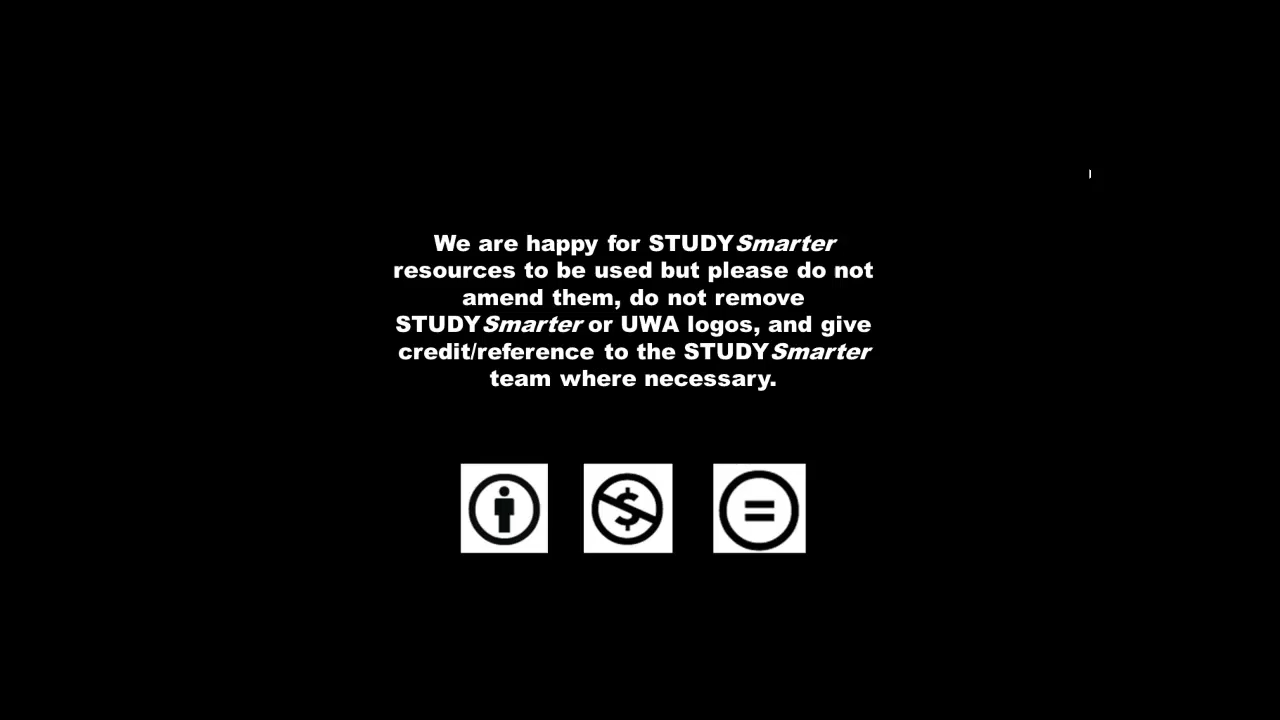 We are happy for STUDYSmarter
resources to be used but please do not
amend them, do not remove
STUDYSmarter or UWA logos, and give
credit/reference to the STUDYSmarter
team where necessary.